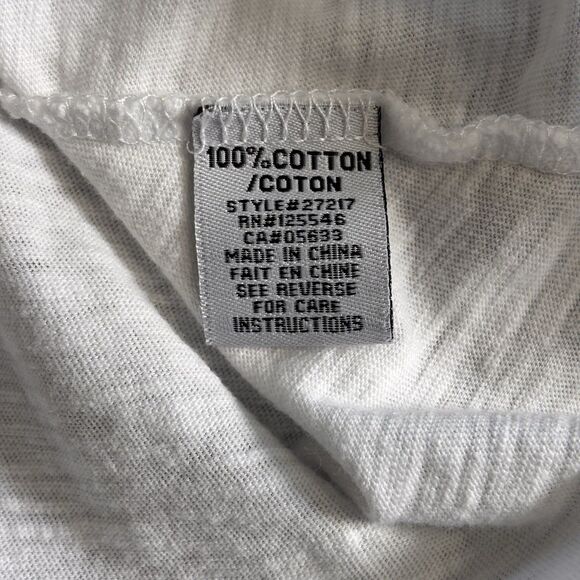 100%COTTON
/COTON
STYLE#27217
RN#125546
CA#05633
MADE IN CHINA
FAIT EN CHINE
SEE REVERSE
FOR CARE
INSTRUCTIONS